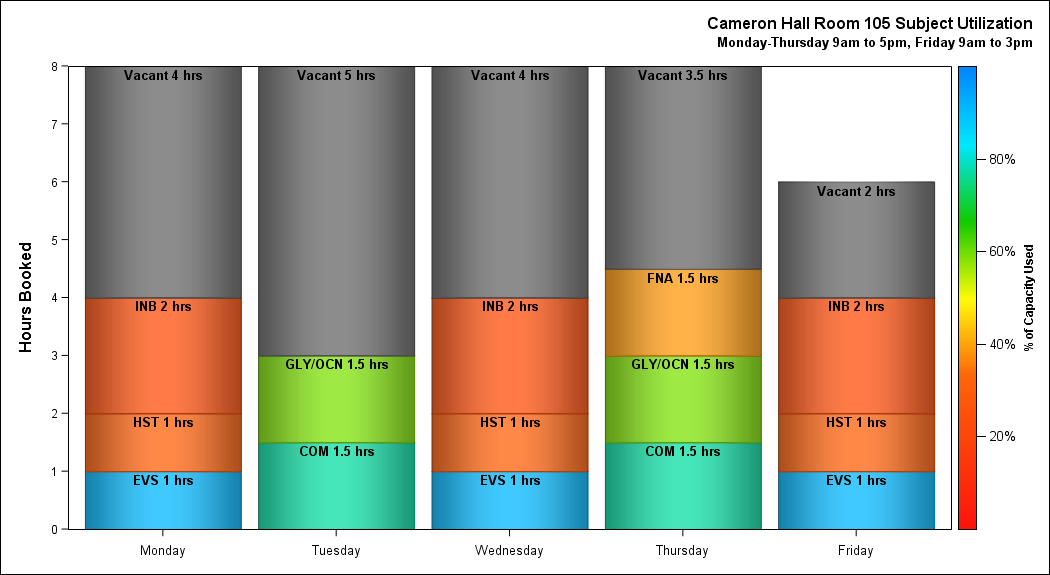 Cameron Hall Room 105 Subject Utilization
Monday-Thursday 9am to 5pm, Friday 9am to 3pm
Hours Booked
8
7
6
5
4
3
2
1
0
Vacant 4 hrs
INB 2 hrs
HST 1 hrs
EVS 1 hrs
Monday
Vacant 5 hrs
GLY/OCN 1.5 hrs
COM 1.5 hrs
Tuesday
Vacant 4 hrs
INB 2 hrs
HST 1 hrs
EVS 1 hrs
Wednesday
Vacant 3.5 hrs
FNA 1.5 hrs
GLY/OCN 1.5 hrs
COM 1.5 hrs
Thursday
Vacant 2 hrs
INB 2 hrs
HST 1 hrs
EVS 1 hrs
Friday
80%
60%
40%
20%
% of Capacity Used